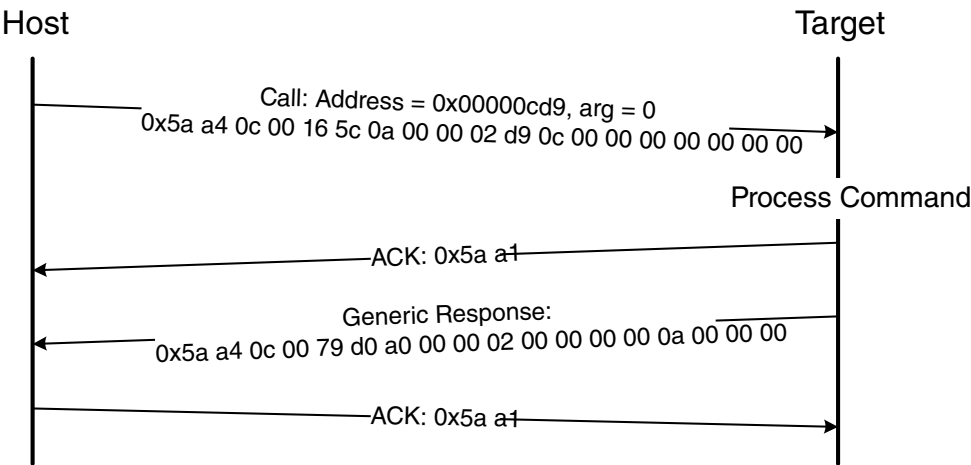 Host
Target
Call: Address = 0x00000cd9, arg = 0
0x5a a4 0c 00 16 5c 0a 00 00 02 d9 0c 00 00 00 00 00 00 00
Process Command
ACK: 0x5a a1
Generic Response:
0x5a a4 0c 00 79 d0 a0 00 00 02 00 00 00 00 0a 00 00 00
ACK: 0x5a a1